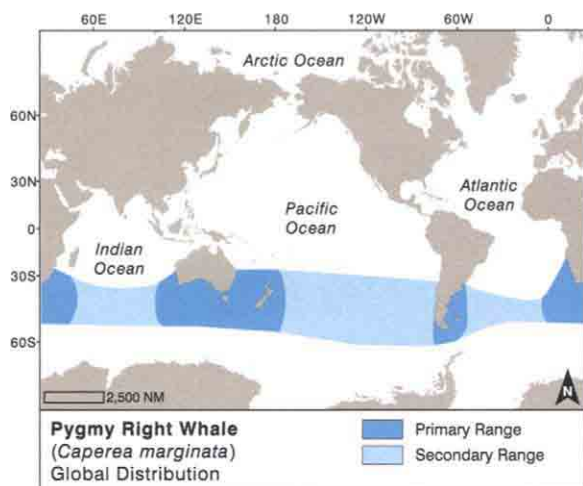 60E 120E 180E 120W 60W 0
Arctic Ocean
60N
30N
Atlantic
Ocean
Pacific
Ocean
0
Indian
Ocean
30S
60S
2,500 NM
N
Pygmy Right Whale
(Caperea marginata)
Global Distribution
Primary Range
Secondary Range